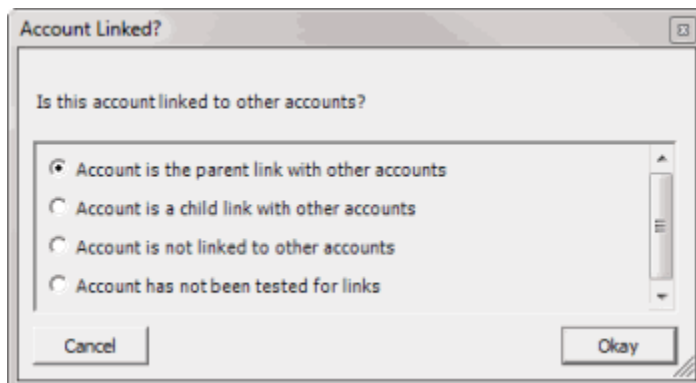 Account Linked?
Is this account linked to other accounts?
Account is the parent link with other accounts
Account is a child link with other accounts
Account is not linked to other accounts
Account has not been tested for links
Cancel
Okay